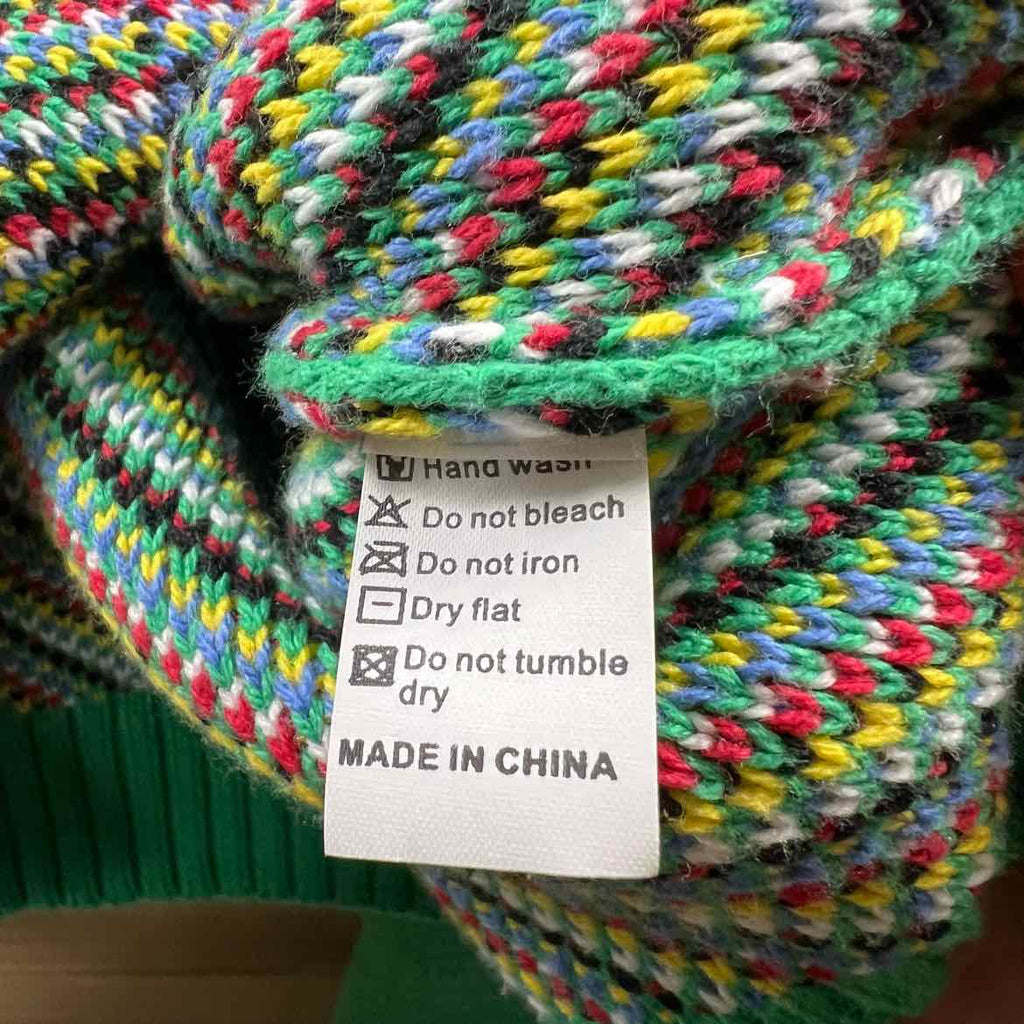 Hand wash
Do not bleach
Do not iron
Dry flat
Do not tumble
dry
MADE IN CHINA